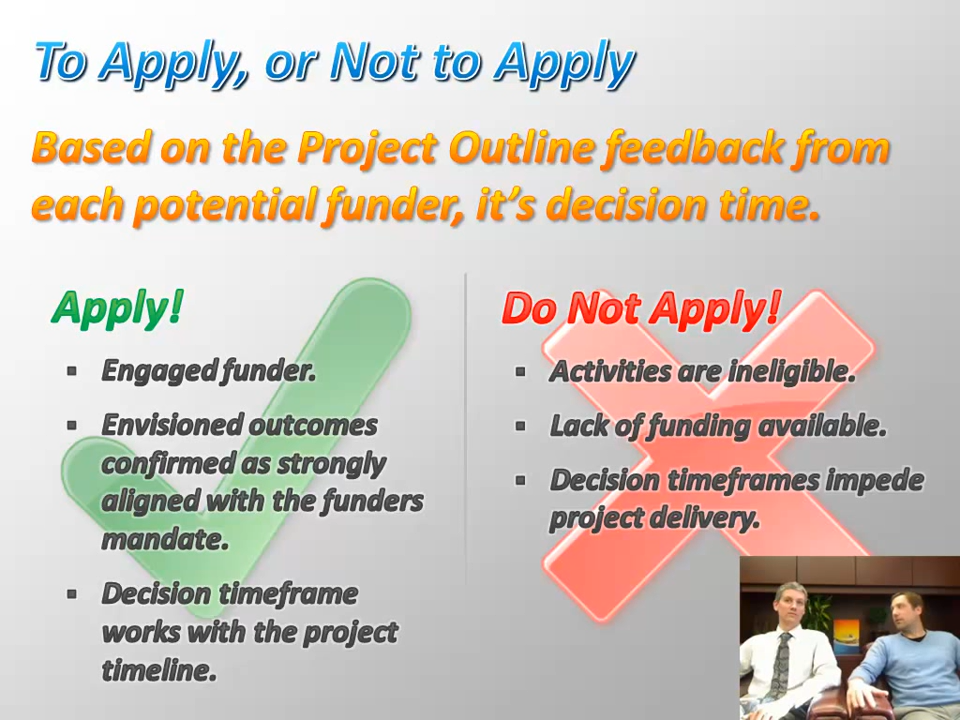 To Apply, or Not to Apply
Based on the Project Outline feedback from
each potential funder, it’s decision time.
Apply!
▪ Engaged funder.
▪ Envisioned outcomes
confirmed as strongly
aligned with the funders
mandate.
▪ Decision timeframe
works with the project
timeline.
Do Not Apply!
▪ Activities are ineligible.
▪ Lack of funding available.
▪ Decision timeframes impede
project delivery.